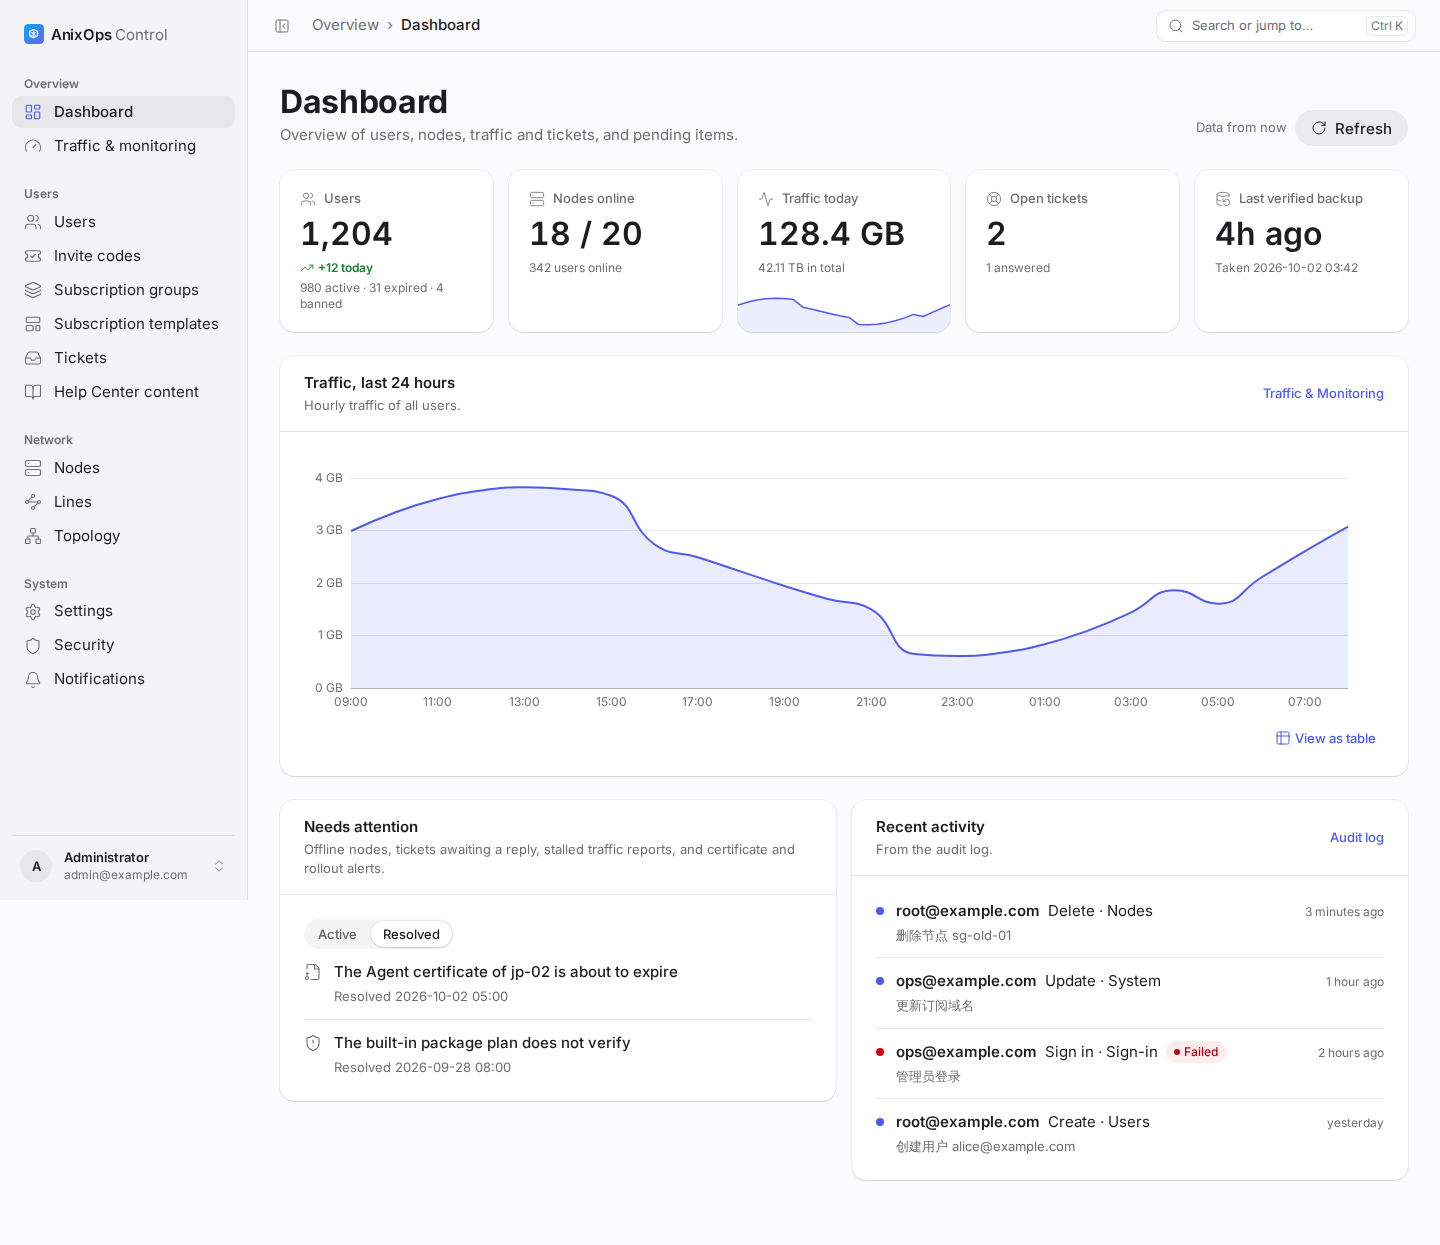 AnixOps Control
Overview
Dashboard
Traffic & monitoring
Users
Users
Invite codes
Subscription groups
Subscription templates
Tickets
Help Center content
Network
Nodes
Lines
Topology
System
Settings
Security
Notifications
A
Administrator
admin@example.com
Overview › Dashboard
Search or jump to...
Ctrl K
Dashboard
Overview of users, nodes, traffic and tickets, and pending items.
Data from now
Refresh
Users
1,204
+12 today
980 active · 31 expired · 4
banned
Nodes online
18 / 20
342 users online
Traffic today
128.4 GB
42.11 TB in total
Open tickets
2
1 answered
Last verified backup
4h ago
Taken 2026-10-02 03:42
Traffic, last 24 hours
Hourly traffic of all users.
Traffic & Monitoring
4 GB
3 GB
2 GB
1 GB
0 GB
09:00 11:00 13:00 15:00 17:00 19:00 21:00 23:00 01:00 03:00 05:00 07:00
View as table
Needs attention
Offline nodes, tickets awaiting a reply, stalled traffic reports, and certificate and
rollout alerts.
Active
Resolved
The Agent certificate of jp-02 is about to expire
Resolved 2026-10-02 05:00
The built-in package plan does not verify
Resolved 2026-09-28 08:00
Recent activity
From the audit log.
Audit log
root@example.com Delete · Nodes
3 minutes ago
删除节点 sg-old-01
ops@example.com Update · System
1 hour ago
更新订阅域名
ops@example.com Sign in · Sign-in Failed
2 hours ago
管理员登录
root@example.com Create · Users
yesterday
创建用户 alice@example.com